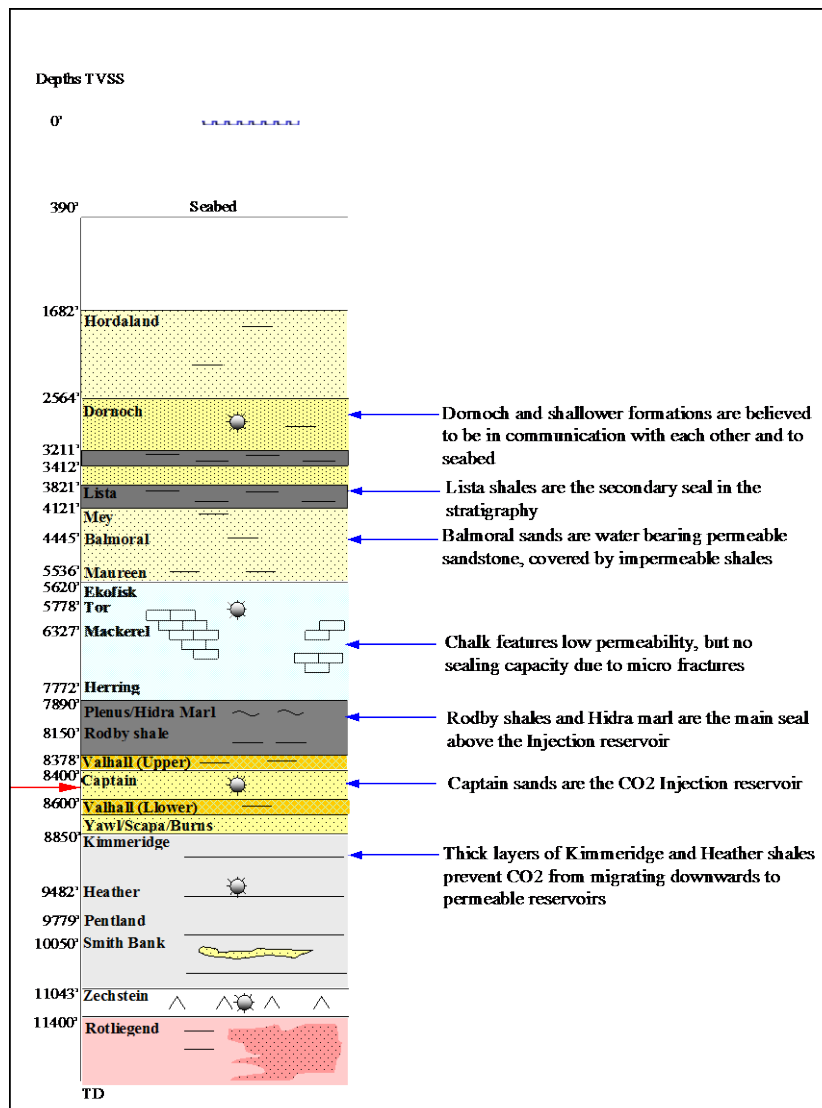 Depths TVSS
0'
390'
Seabed
1682'
Hordaland
2564'
Dornoch
Dornoch and shallower formations are believed
to be in communication with each other and to
seabed
3211'
3412'
3821'
Lista
Lista shales are the secondary seal in the
stratigraphy
4121'
Mey
4445'
Balmoral
Balmoral sands are water bearing permeable
sandstone, covered by impermeable shales
5536'
Maureen
5620'
Ekofisk
5778'
Tor
6327'
Mackerel
Chalk features low permeability, but no
sealing capacity due to micro fractures
7772'
Herring
7890'
Plenus/Hidra Marl
Rodby shales and Hidra marl are the main seal
above the Injection reservoir
8150'
Rodby shale
8378'
Valhall (Upper)
8400'
Captain
Captain sands are the CO2 Injection reservoir
8600'
Valhall (Llower)
Yawl/Scapa/Burns
8850'
Kimmeridge
Thick layers of Kimmeridge and Heather shales
prevent CO2 from migrating downwards to
permeable reservoirs
9482'
Heather
9779'
Pentland
10050'
Smith Bank
11043'
Zechstein
11400'
Rotliegend
TD